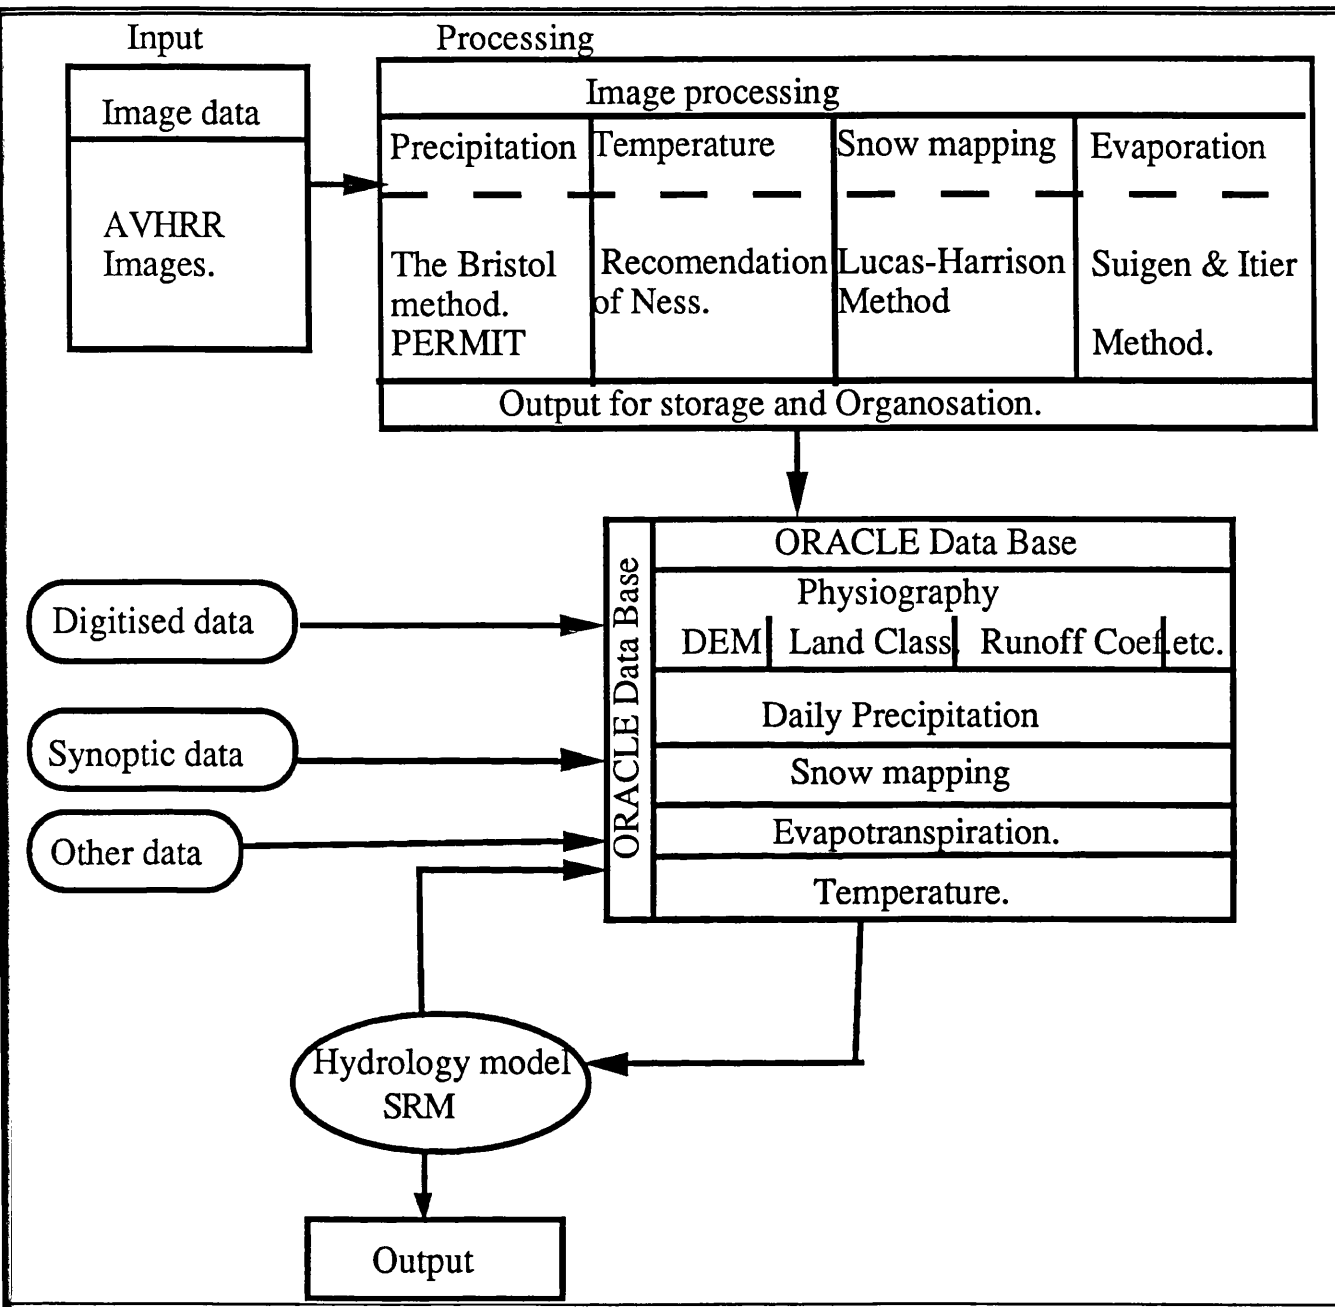 Input
Processing
Image data
AVHRR
Images.
Image processing
Precipitation
The Bristol
method.
PERMIT
Temperature
Recomendation
of Ness.
Snow mapping
Lucas-Harrison
Method
Evaporation
Suigen & Itier
Method.
Output for storage and Organosation.
Digitised data
Synoptic data
Other data
ORACLE Data Base
ORACLE Data Base
Physiography
DEM Land Class. Runoff Coef.etc.
Daily Precipitation
Snow mapping
Evapotranspiration.
Temperature.
Hydrology model
SRM
Output